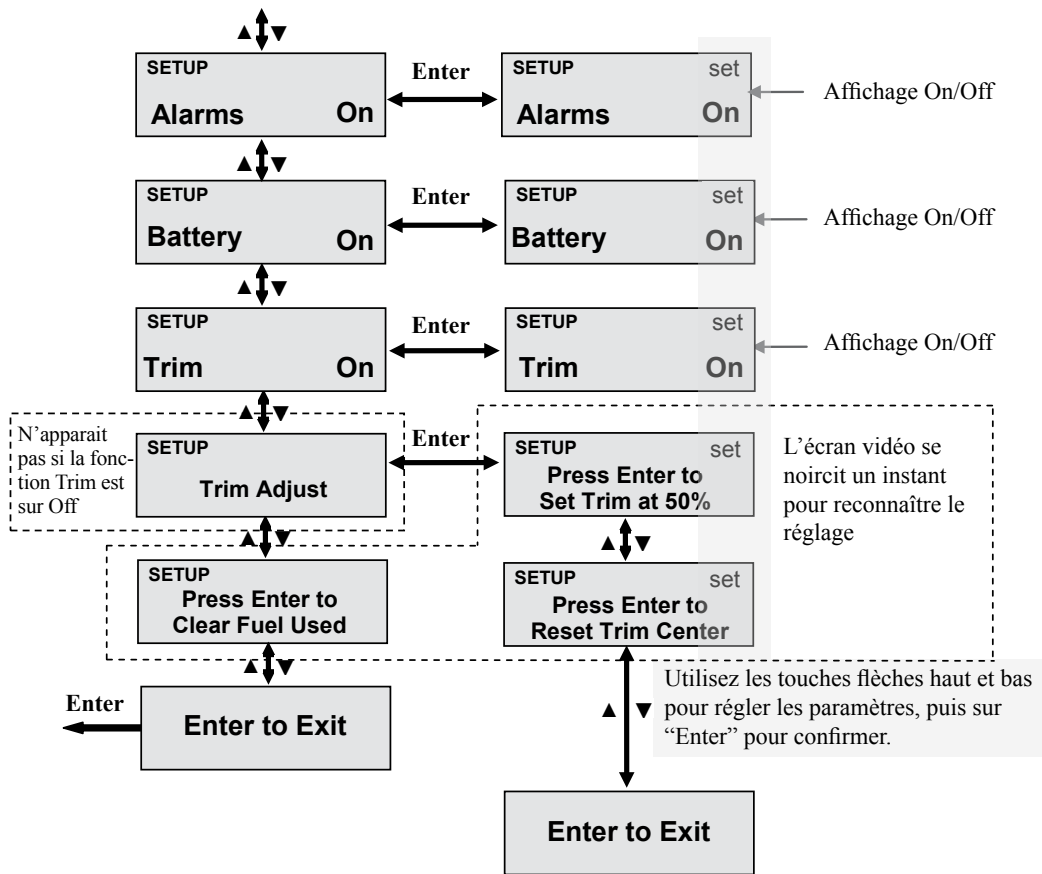 ▲ ▼
SETUP
Alarms On
Enter
SETUP set
Alarms On
Affichage On/Off
▲ ▼
SETUP
Battery On
Enter
SETUP set
Battery On
Affichage On/Off
▲ ▼
SETUP
Trim On
Enter
SETUP set
Trim On
Affichage On/Off
▲ ▼
N’apparait
pas si la fonc-
tion Trim est
sur Off
SETUP
Trim Adjust
Enter
SETUP set
Press Enter to
Set Trim at 50%
L’écran vidéo se
noircit un instant
pour reconnaître le
réglage
▲ ▼
▲ ▼
SETUP
Press Enter to
Clear Fuel Used
SETUP set
Press Enter to
Reset Trim Center
▲ ▼
Enter
Enter to Exit
▲ ▼
Utilisez les touches flèches haut et bas
pour régler les paramètres, puis sur
“Enter” pour confirmer.
Enter to Exit